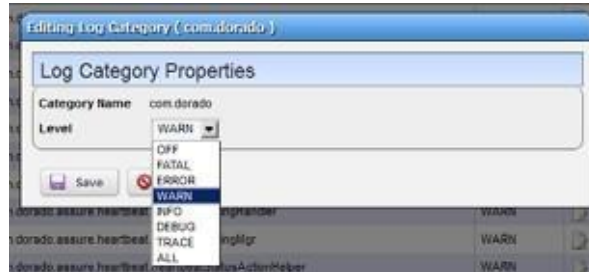 Editing Log Category ( com.dorado )
Log Category Properties
Category Name com.dorado
Level WARN
OFF
FATAL
ERROR
WARN
INFO
DEBUG
TRACE
ALL
Save
dorado.assure.heartbeat WARN
dorado.assure.heartbeat WARN
dorado.assure.heartbeat WARN